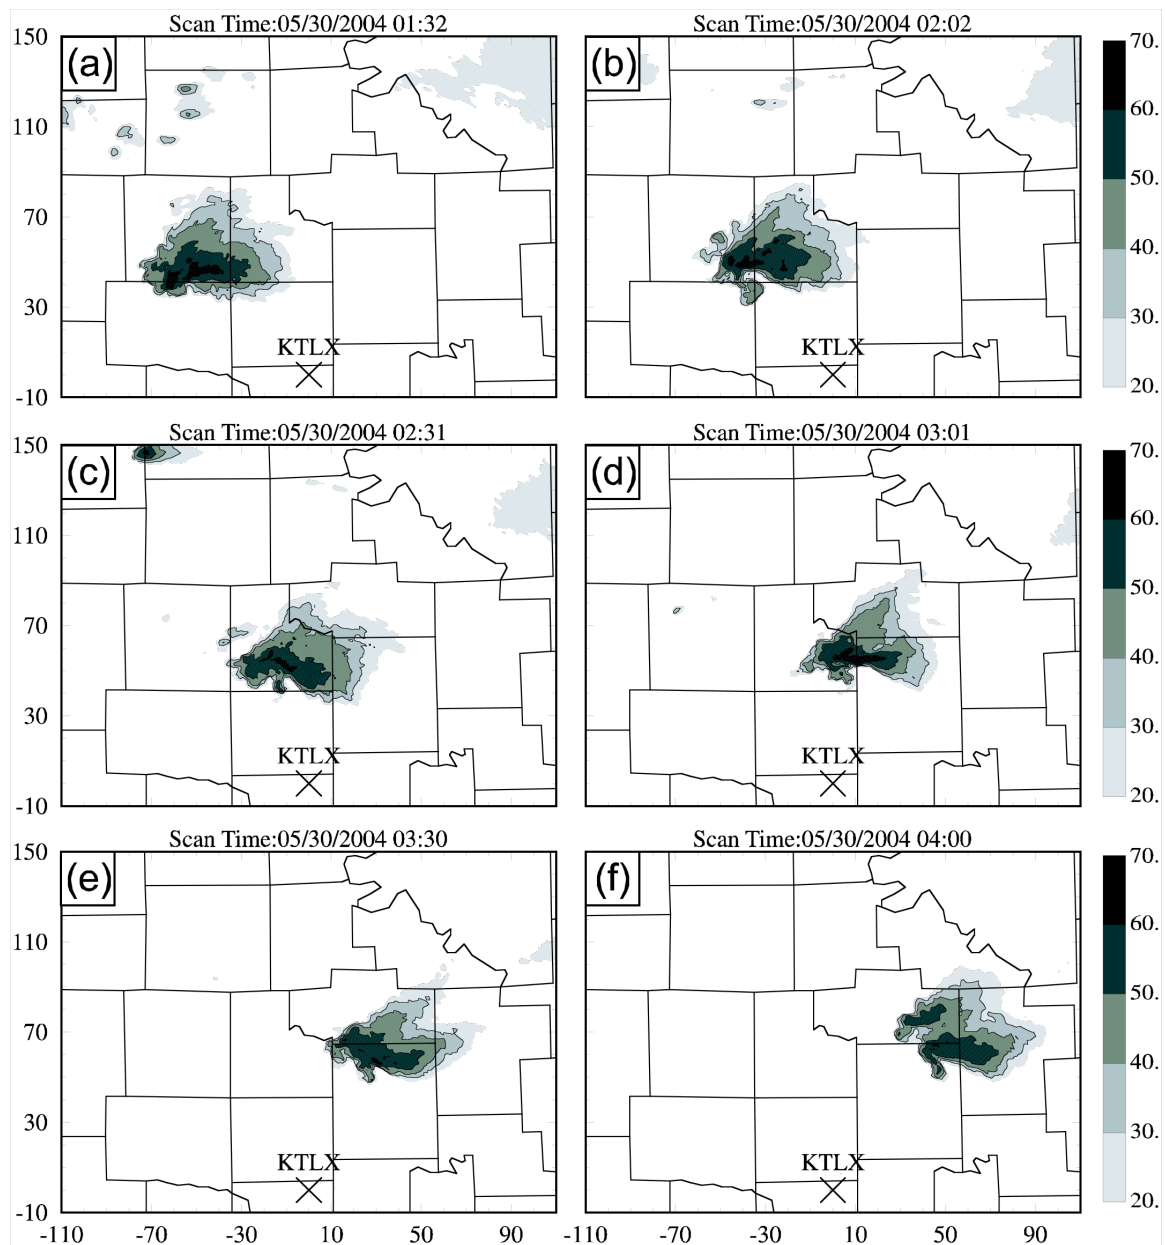 Scan Time:05/30/2004 01:32
Scan Time:05/30/2004 02:02
150
(a)
(b)
70.
110
60.
50.
70
40.
30
30.
KTLX
KTLX
20.
-10
Scan Time:05/30/2004 02:31
Scan Time:05/30/2004 03:01
150
(c)
(d)
70.
110
60.
50.
70
40.
30
30.
KTLX
KTLX
20.
-10
Scan Time:05/30/2004 03:30
Scan Time:05/30/2004 04:00
150
(e)
(f)
70.
110
60.
50.
70
40.
30
30.
KTLX
KTLX
20.
-10
-110 -70 -30 10 50 90
-110 -70 -30 10 50 90